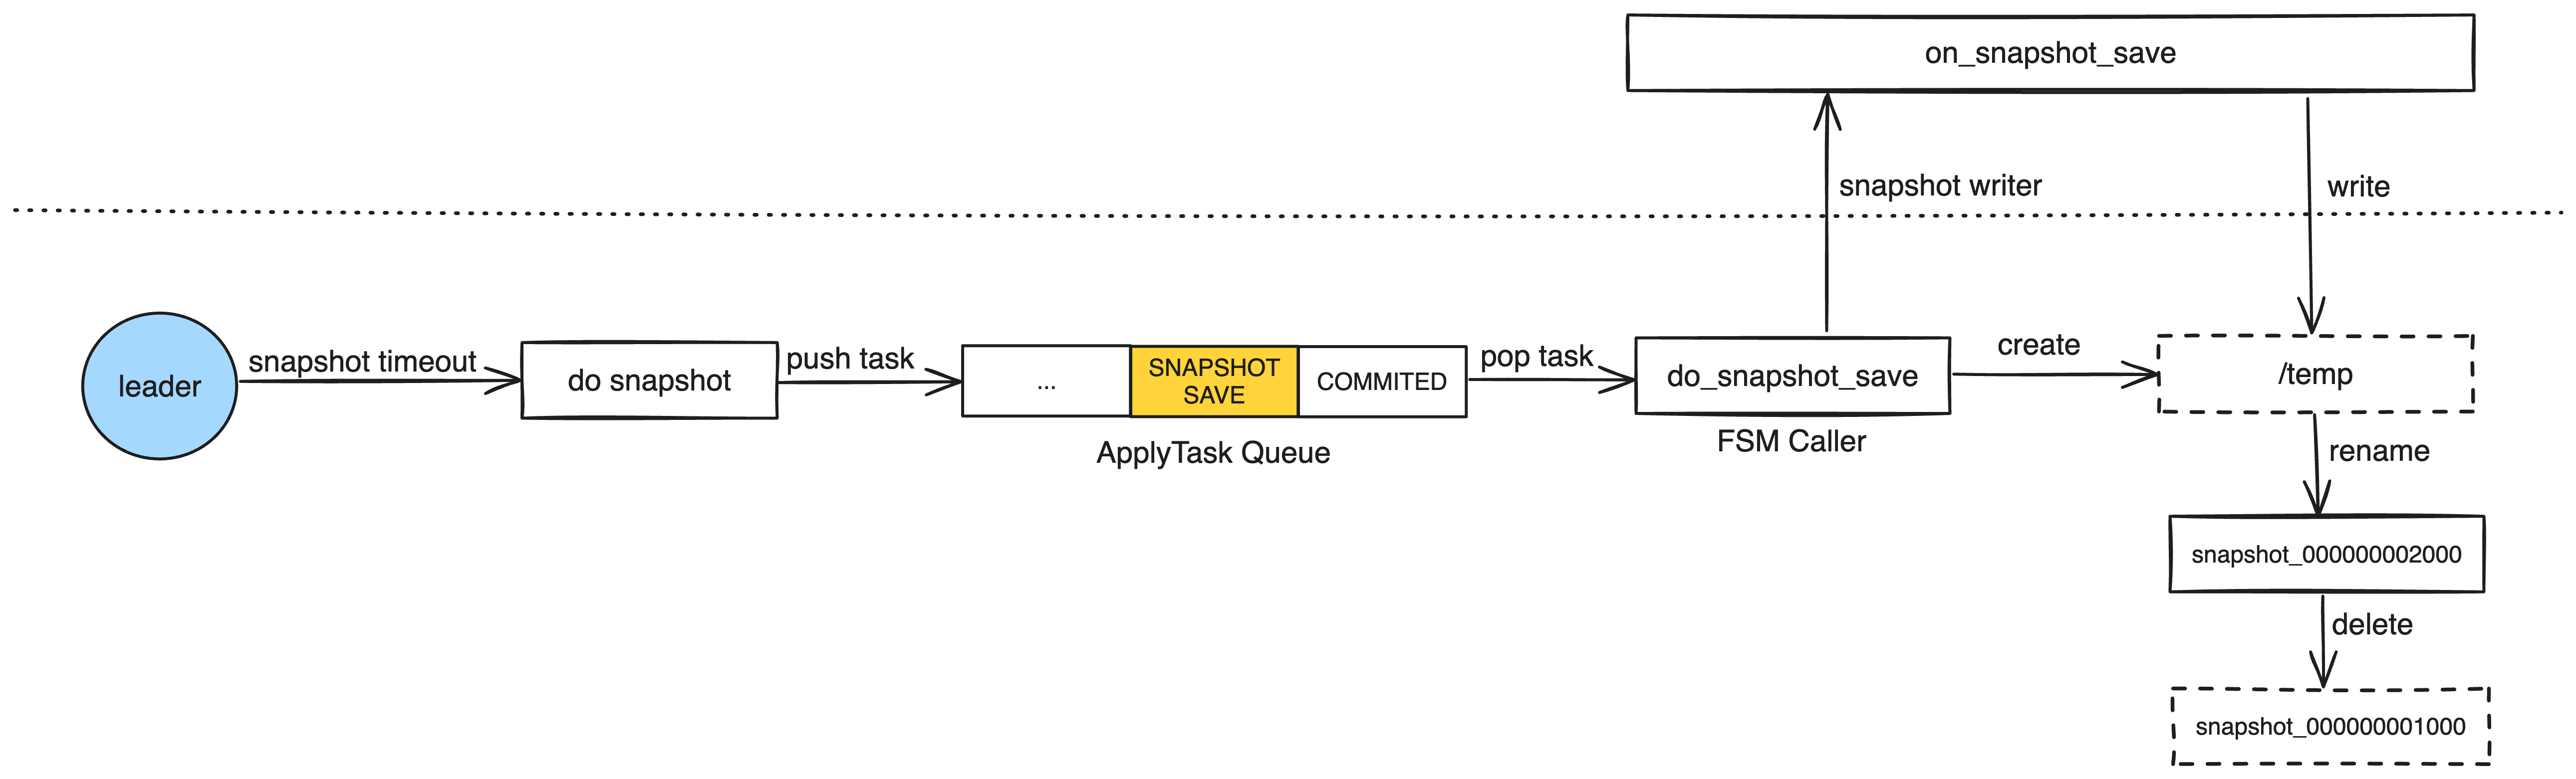 on_snapshot_save
snapshot writer
write
leader
snapshot timeout
do snapshot
push task
...
SNAPSHOT
SAVE
COMMITED
ApplyTask Queue
pop task
do_snapshot_save
FSM Caller
create
/temp
rename
snapshot_000000002000
delete
snapshot_000000001000